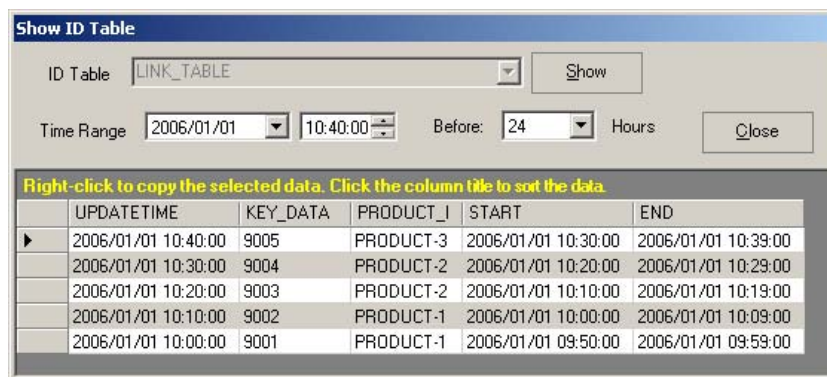 Show ID Table
ID Table LINK_TABLE Show
Time Range 2006/01/01 10:40:00 Before: 24 Hours Close
Right-click to copy the selected data. Click the column title to sort the data.
UPDATETIME KEY_DATA PRODUCT_I START END
2006/01/01 10:40:00 9005 PRODUCT-3 2006/01/01 10:30:00 2006/01/01 10:39:00
2006/01/01 10:30:00 9004 PRODUCT-2 2006/01/01 10:20:00 2006/01/01 10:29:00
2006/01/01 10:20:00 9003 PRODUCT-2 2006/01/01 10:10:00 2006/01/01 10:19:00
2006/01/01 10:10:00 9002 PRODUCT-1 2006/01/01 10:00:00 2006/01/01 10:09:00
2006/01/01 10:00:00 9001 PRODUCT-1 2006/01/01 09:50:00 2006/01/01 09:59:00